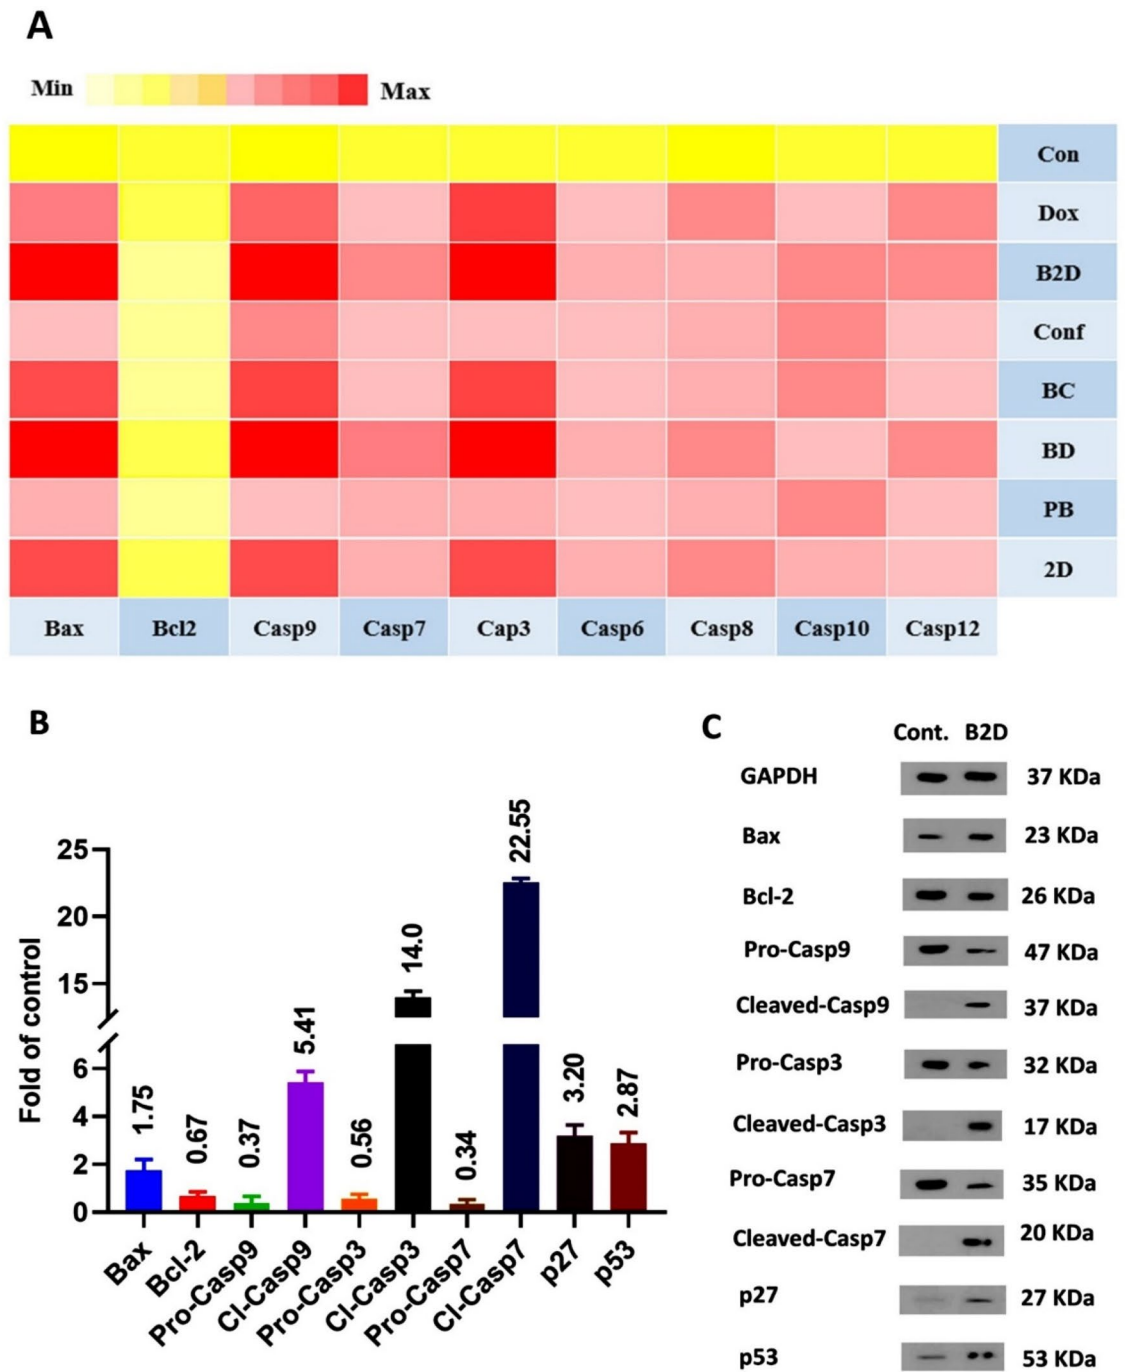 A
Min Max
Con
Dox
B2D
Conf
BC
BD
PB
2D
Bax Bcl2 Casp9 Casp7 Cap3 Casp6 Casp8 Casp10 Casp12
B
Fold of control
25
20
15
6
4
2
0
1.75 0.67 0.37 5.41 0.56 14.0 0.34 22.55 3.20 2.87
Bax Bcl-2 Pro-Casp9 Cl-Casp9 Pro-Casp3 Cl-Casp3 Pro-Casp7 Cl-Casp7 p27 p53
C
Cont. B2D
GAPDH 37 KDa
Bax 23 KDa
Bcl-2 26 KDa
Pro-Casp9 47 KDa
Cleaved-Casp9 37 KDa
Pro-Casp3 32 KDa
Cleaved-Casp3 17 KDa
Pro-Casp7 35 KDa
Cleaved-Casp7 20 KDa
p27 27 KDa
p53 53 KDa